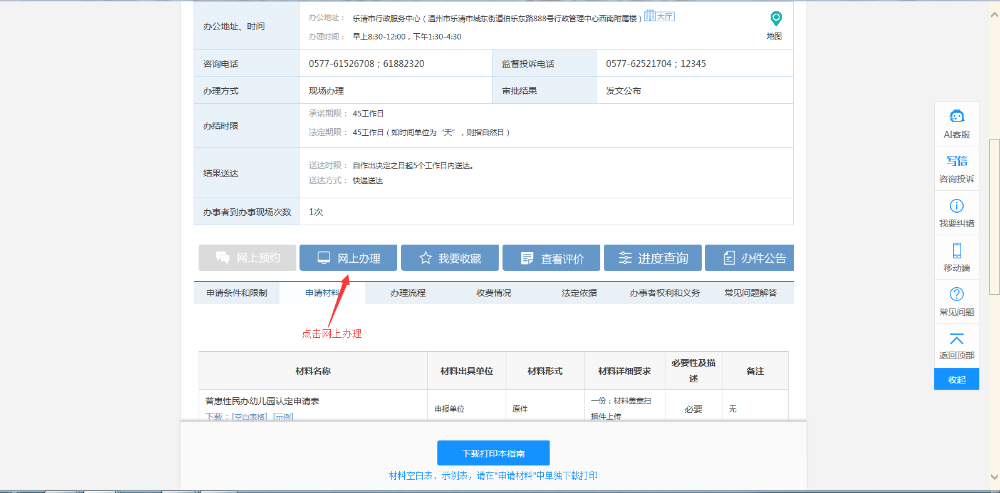 办公地址、时间
办公地址： 乐清市行政服务中心（温州市乐清市城东街道伯乐东路888号行政管理中心西南附属楼） 大厅
办理时间： 早上8:30-12:00，下午1:30-4:30
地图
咨询电话 0577-61526708；61882320 监督投诉电话 0577-62521704；12345
办理方式 现场办理 审批结果 发文公布
办结时限
承诺期限： 45工作日
法定期限： 45工作日（如时间单位为“天”，则指自然日）
结果送达
送达时限： 自作出决定之日起5个工作日内送达。
送达方式： 快递送达
办事者到办事现场次数 1次
网上预约 网上办理 我要收藏 查看评价 进度查询 办件公告
申请条件和限制 申请材料 办理流程 收费情况 法定依据 办事者权利和义务 常见问题解答
点击网上办理
材料名称 材料出具单位 材料形式 材料详细要求 必要性及描述 备注
普惠性民办幼儿园认定申请表
下载：[空白表格] [示例]
申报单位 原件 一份；材料盖章扫描件上传 必要 无
下载打印本指南
材料空白表、示例表，请在"申请材料"中单独下载打印
AI客服
写信
咨询投诉
我要纠错
移动端
常见问题
返回顶部
收起